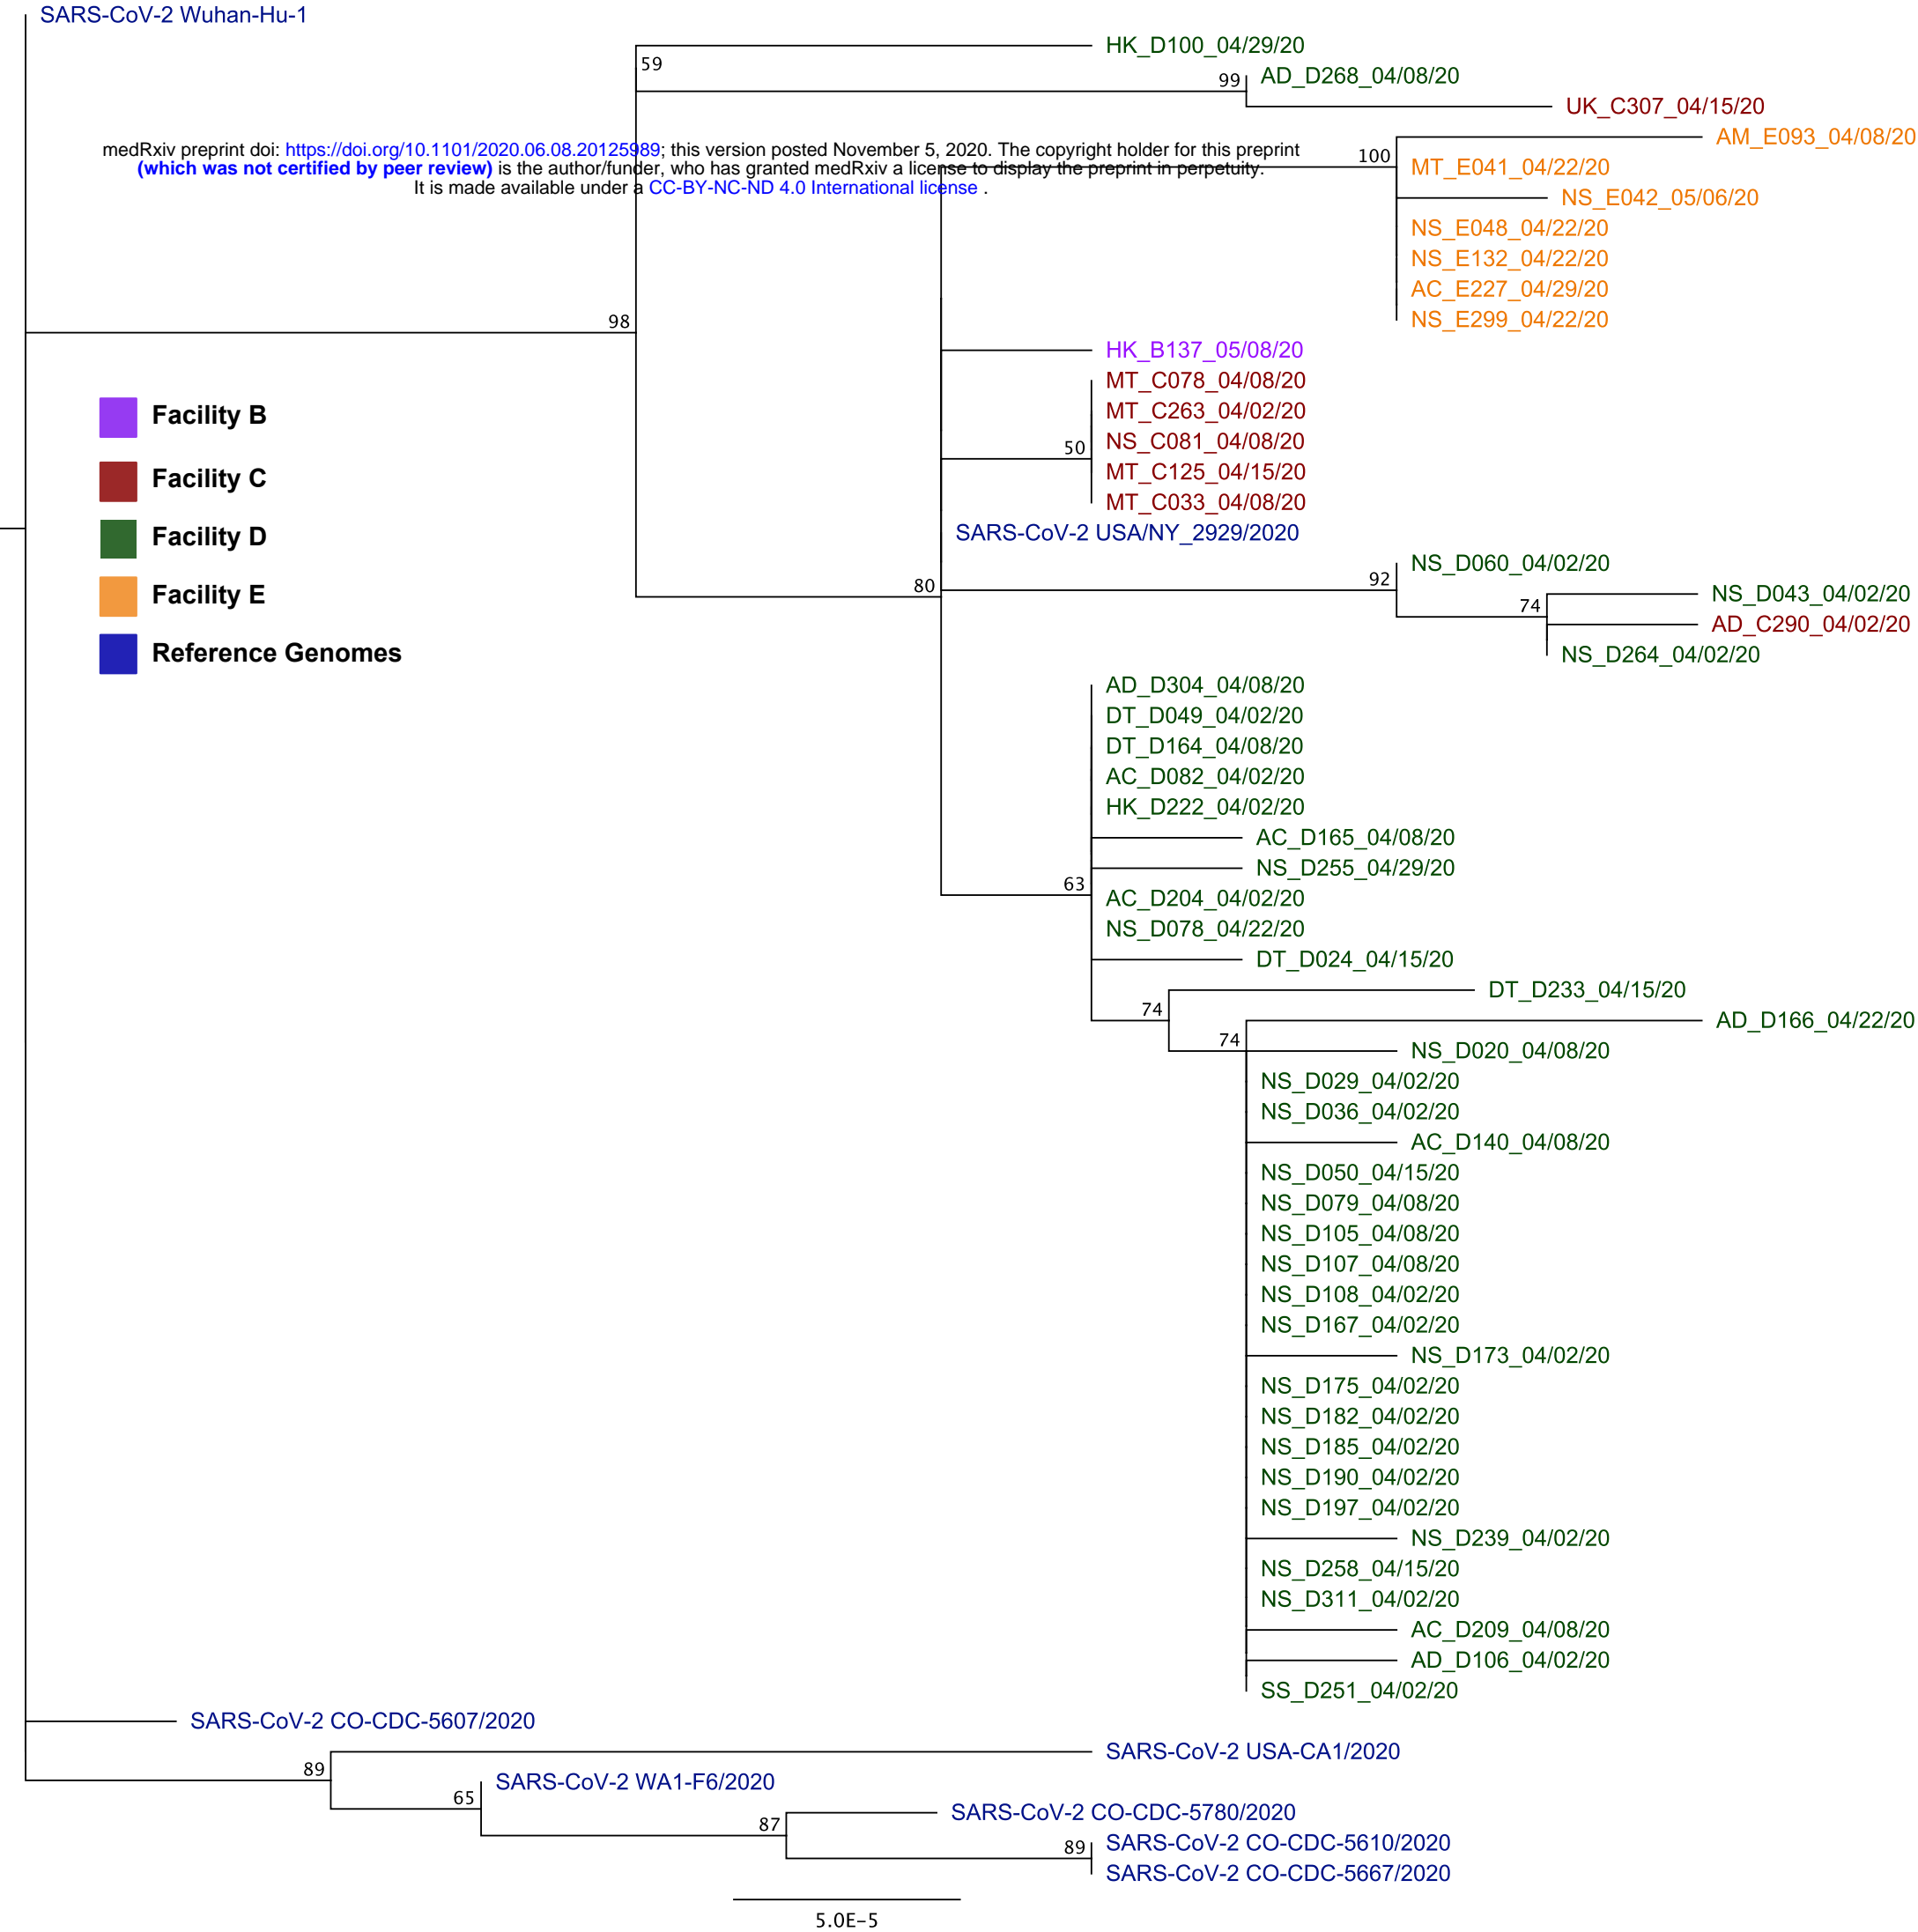 SARS-CoV-2 Wuhan-Hu-1
HK_D100_04/29/20
59
99
AD_D268_04/08/20
UK_C307_04/15/20
AM_E093_04/08/20
medRxiv preprint doi: https://doi.org/10.1101/2020.06.08.20125989; this version posted November 5, 2020. The copyright holder for this preprint
(which was not certified by peer review) is the author/funder, who has granted medRxiv a license to display the preprint in perpetuity.
It is made available under a CC-BY-NC-ND 4.0 International license .
100
MT_E041_04/22/20
NS_E042_05/06/20
NS_E048_04/22/20
NS_E132_04/22/20
AC_E227_04/29/20
NS_E299_04/22/20
98
HK_B137_05/08/20
MT_C078_04/08/20
MT_C263_04/02/20
NS_C081_04/08/20
50
MT_C125_04/15/20
MT_C033_04/08/20
Facility B
Facility C
Facility D
Facility E
Reference Genomes
SARS-CoV-2 USA/NY_2929/2020
80
NS_D060_04/02/20
92
NS_D043_04/02/20
74
AD_C290_04/02/20
NS_D264_04/02/20
AD_D304_04/08/20
DT_D049_04/02/20
DT_D164_04/08/20
AC_D082_04/02/20
HK_D222_04/02/20
AC_D165_04/08/20
NS_D255_04/29/20
63
AC_D204_04/02/20
NS_D078_04/22/20
DT_D024_04/15/20
DT_D233_04/15/20
74
AD_D166_04/22/20
74
NS_D020_04/08/20
NS_D029_04/02/20
NS_D036_04/02/20
AC_D140_04/08/20
NS_D050_04/15/20
NS_D079_04/08/20
NS_D105_04/08/20
NS_D107_04/08/20
NS_D108_04/02/20
NS_D167_04/02/20
NS_D173_04/02/20
NS_D175_04/02/20
NS_D182_04/02/20
NS_D185_04/02/20
NS_D190_04/02/20
NS_D197_04/02/20
NS_D239_04/02/20
NS_D258_04/15/20
NS_D311_04/02/20
AC_D209_04/08/20
AD_D106_04/02/20
SS_D251_04/02/20
SARS-CoV-2 CO-CDC-5607/2020
SARS-CoV-2 USA-CA1/2020
89
SARS-CoV-2 WA1-F6/2020
65
SARS-CoV-2 CO-CDC-5780/2020
87
SARS-CoV-2 CO-CDC-5610/2020
89
SARS-CoV-2 CO-CDC-5667/2020
5.0E-5